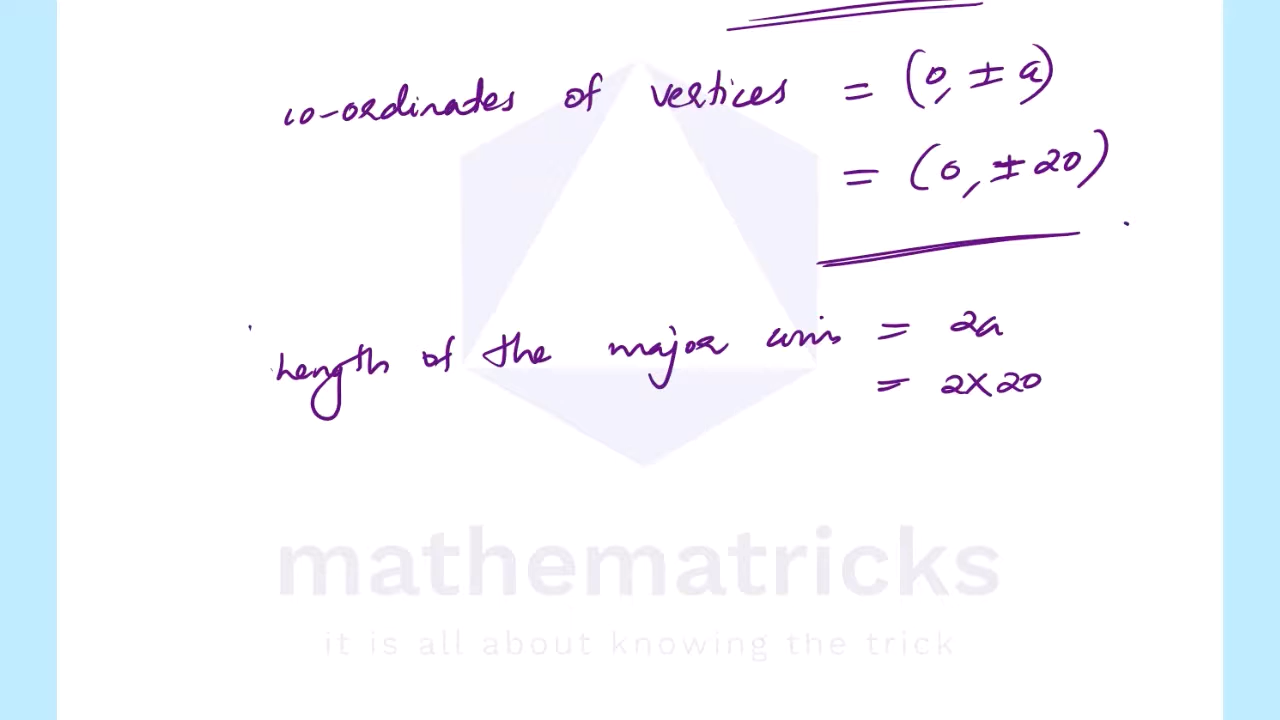 co-ordinates of vertices = (0, ± a)
= (0, ± 20)
Length of the major axis = 2a
= 2×20
mathematricks
it is all about knowing the trick